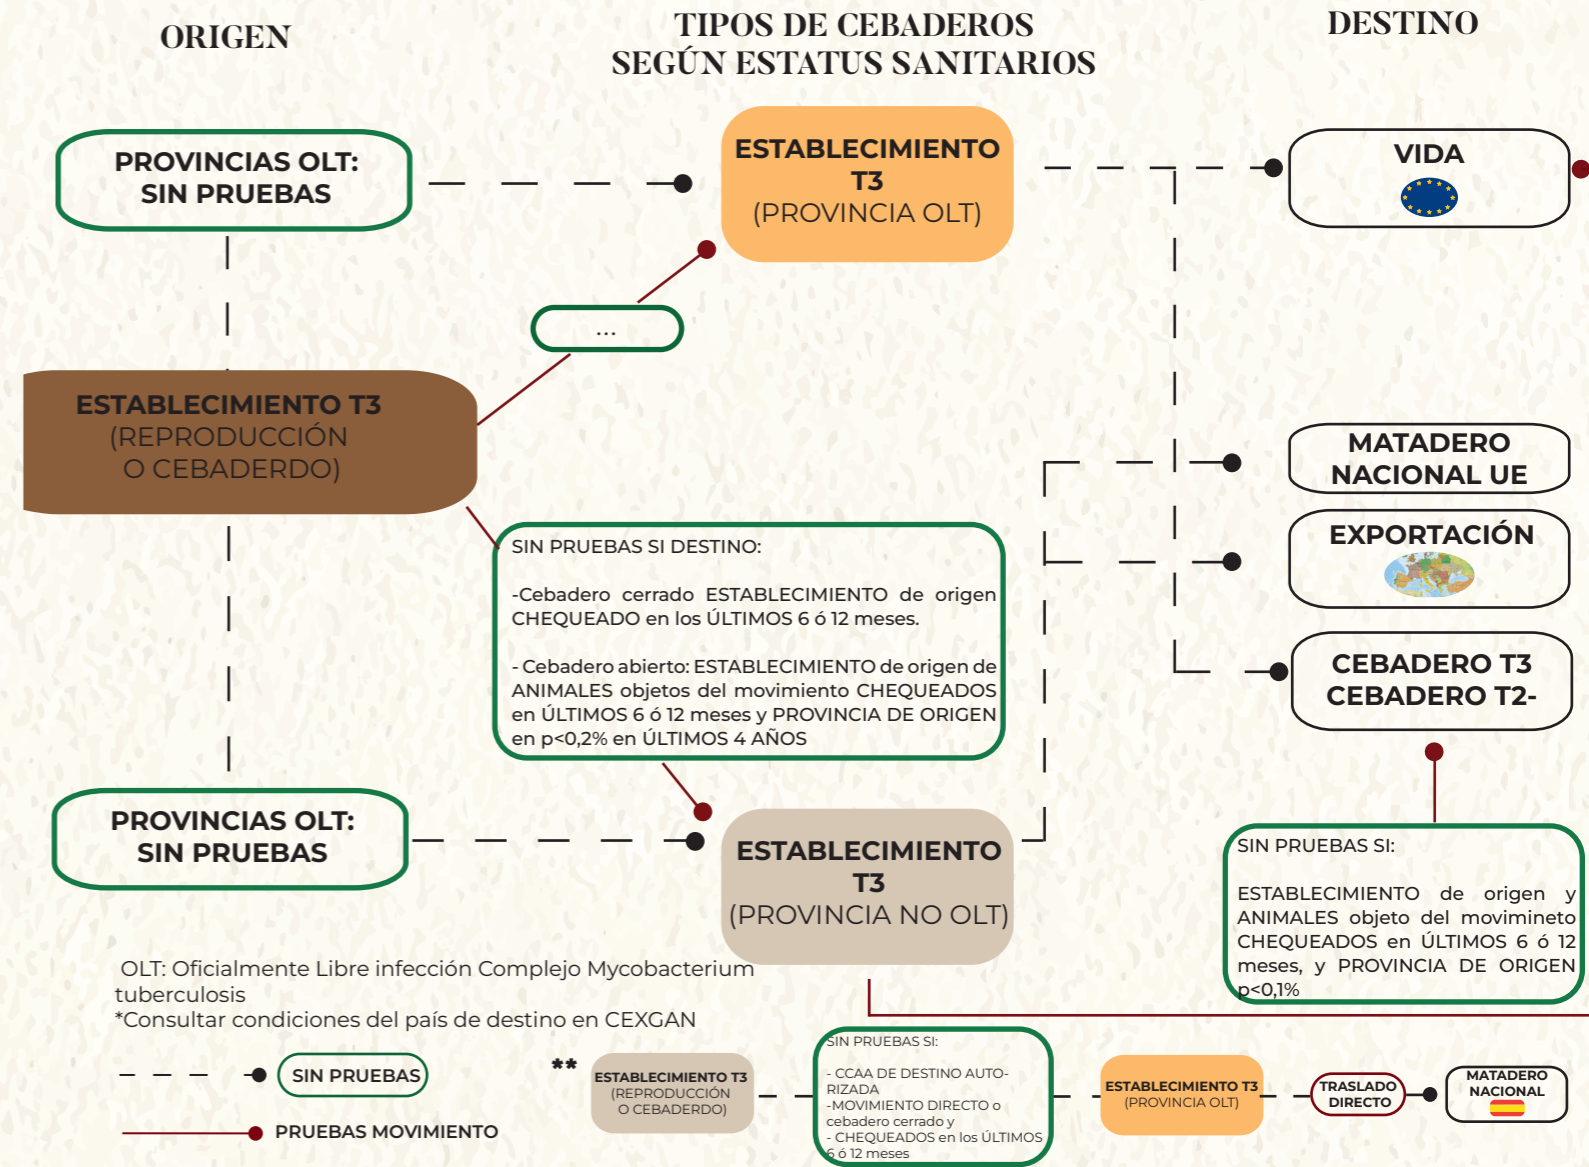 ORIGEN
TIPOS DE CEBADEROS
SEGÚN ESTATUS SANITARIOS
DESTINO
PROVINCIAS OLT:
SIN PRUEBAS
ESTABLECIMIENTO
T3
(PROVINCIA OLT)
VIDA
...
ESTABLECIMIENTO T3
(REPRODUCCIÓN
O CEBADERDO)
MATADERO
NACIONAL UE
EXPORTACIÓN
CEBADERO T3
CEBADERO T2-
SIN PRUEBAS SI DESTINO:
-Cebadero cerrado ESTABLECIMIENTO de origen
CHEQUEADO en los ÚLTIMOS 6 ó 12 meses.
- Cebadero abierto: ESTABLECIMIENTO de origen de
ANIMALES objetos del movimiento CHEQUEADOS
en ÚLTIMOS 6 ó 12 meses y PROVINCIA DE ORIGEN
en p<0,2% en ÚLTIMOS 4 AÑOS
PROVINCIAS OLT:
SIN PRUEBAS
ESTABLECIMIENTO
T3
(PROVINCIA NO OLT)
SIN PRUEBAS SI:
ESTABLECIMIENTO de origen y
ANIMALES objeto del movimineto
CHEQUEADOS en ÚLTIMOS 6 ó 12
meses, y PROVINCIA DE ORIGEN
p<0,1%
OLT: Oficialmente Libre infección Complejo Mycobacterium
tuberculosis
*Consultar condiciones del país de destino en CEXGAN
SIN PRUEBAS
PRUEBAS MOVIMIENTO
**
ESTABLECIMIENTO T3
(REPRODUCCIÓN
O CEBADERDO)
SIN PRUEBAS SI:
- CCAA DE DESTINO AUTO-
RIZADA
-MOVIMIENTO DIRECTO o
cebadero cerrado y
- CHEQUEADOS en los ÚLTIMOS
6 ó 12 meses
ESTABLECIMIENTO T3
(PROVINCIA OLT)
TRASLADO
DIRECTO
MATADERO
NACIONAL